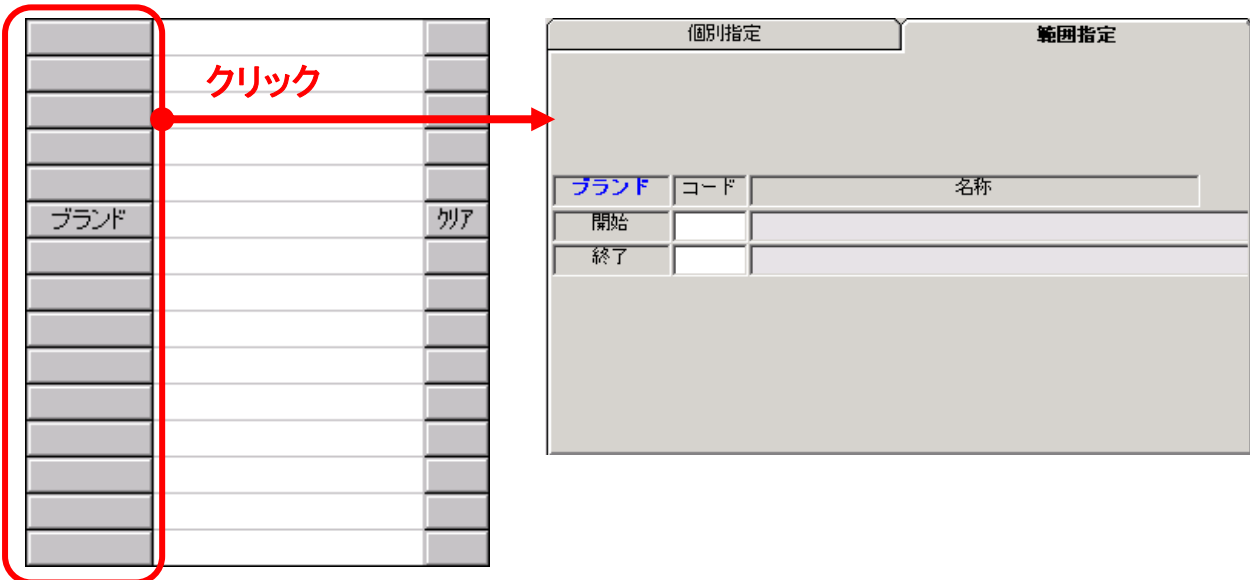 クリック
ブランド ｸﾘｱ
個別指定 範囲指定
ブランド コード 名称
開始
終了